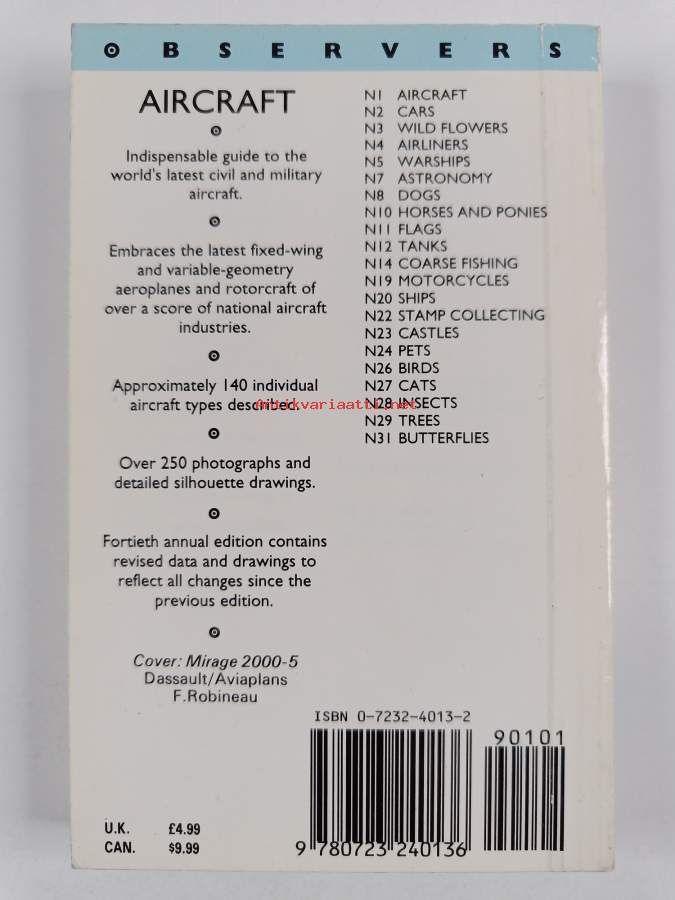 OBSERVERS
AIRCRAFT
Indispensable guide to the
world's latest civil and military
aircraft.
Embraces the latest fixed-wing
and variable-geometry
aeroplanes and rotorcraft of
over a score of national aircraft
industries.
Approximately 140 individual
aircraft types described.
Over 250 photographs and
detailed silhouette drawings.
Fortieth annual edition contains
revised data and drawings to
reflect all changes since the
previous edition.
Cover: Mirage 2000-5
Dassault/Aviaplans
F.Robineau
U.K. £4.99
CAN. $9.99
N1 AIRCRAFT
N2 CARS
N3 WILD FLOWERS
N4 AIRLINERS
N5 WARSHIPS
N7 ASTRONOMY
N8 DOGS
N10 HORSES AND PONIES
N11 FLAGS
N12 TANKS
N14 COARSE FISHING
N19 MOTORCYCLES
N20 SHIPS
N22 STAMP COLLECTING
N23 CASTLES
N24 PETS
N26 BIRDS
N27 CATS
N28 INSECTS
N29 TREES
N31 BUTTERFLIES
Antikvariaatti.net
ISBN 0-7232-4013-2
90101
9 780723 240136